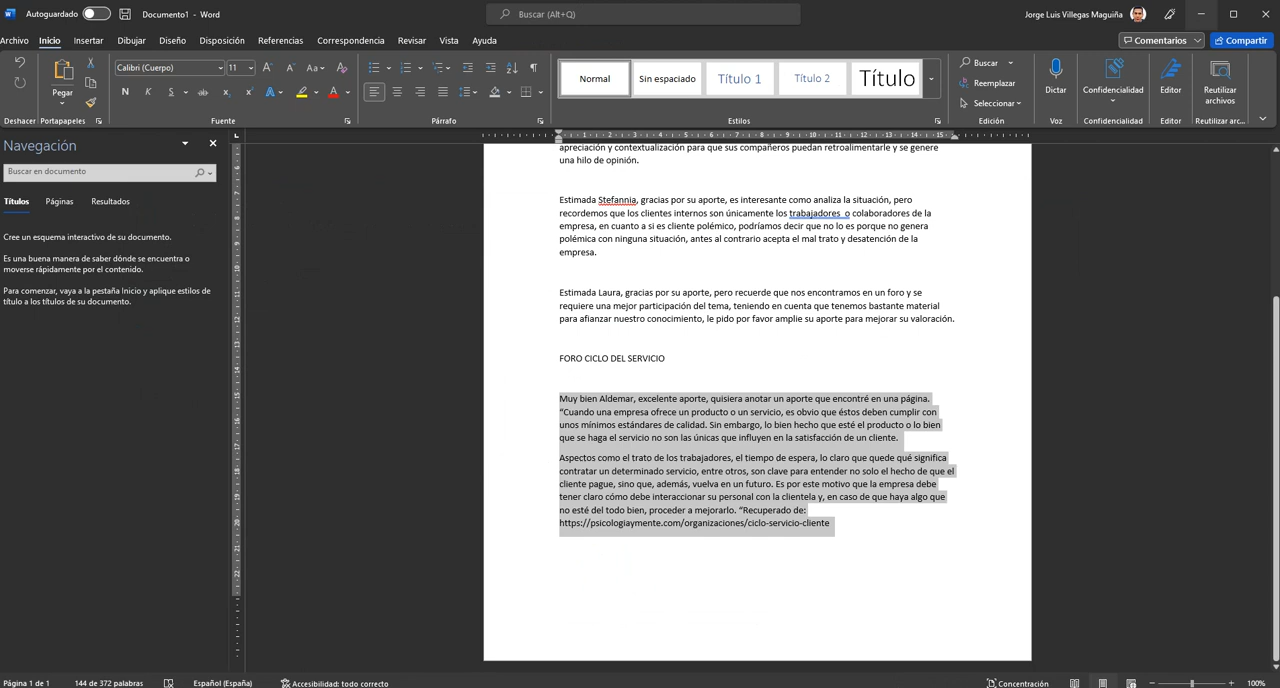 Autoguardado
Documento1 - Word
Buscar (Alt+Q)
Jorge Luis Villegas Maguiña
Archivo Inicio Insertar Dibujar Diseño Disposición Referencias Correspondencia Revisar Vista Ayuda
Comentarios
Compartir
Pegar
Calibri (Cuerpo) 11
N K S ab x x
Normal
Sin espaciado
Título 1
Título 2
Título
Buscar
Reemplazar
Seleccionar
Dictar
Confidencialidad
Editor
Reutilizar archivos
Deshacer Portapapeles Fuente Párrafo Estilos Edición Voz Confidencialidad Editor Reutilizar arc...
Navegación
Buscar en documento
Títulos Páginas Resultados
Cree un esquema interactivo de su documento.
Es una buena manera de saber dónde se encuentra o
moverse rápidamente por el contenido.
Para comenzar, vaya a la pestaña Inicio y aplique estilos de
título a los títulos de su documento.
1 2 3 4 5 6 7 8 9 10 11 12 13 14 15
apreciación y contextualización para que sus compañeros puedan retroalimentarle y se genere
una hilo de opinión.
Estimada Stefannia, gracias por su aporte, es interesante como analiza la situación, pero
recordemos que los clientes internos son únicamente los trabajadores o colaboradores de la
empresa, en cuanto a si es cliente polémico, podríamos decir que no lo es porque no genera
polémica con ninguna situación, antes al contrario acepta el mal trato y desatención de la
empresa.
Estimada Laura, gracias por su aporte, pero recuerde que nos encontramos en un foro y se
requiere una mejor participación del tema, teniendo en cuenta que tenemos bastante material
para afianzar nuestro conocimiento, le pido por favor amplie su aporte para mejorar su valoración.
FORO CICLO DEL SERVICIO
Muy bien Aldemar, excelente aporte, quisiera anotar un aporte que encontré en una página.
“Cuando una empresa ofrece un producto o un servicio, es obvio que éstos deben cumplir con
unos mínimos estándares de calidad. Sin embargo, lo bien hecho que esté el producto o lo bien
que se haga el servicio no son las únicas que influyen en la satisfacción de un cliente.
Aspectos como el trato de los trabajadores, el tiempo de espera, lo claro que quede qué significa
contratar un determinado servicio, entre otros, son clave para entender no solo el hecho de que el
cliente pague, sino que, además, vuelva en un futuro. Es por este motivo que la empresa debe
tener claro cómo debe interaccionar su personal con la clientela y, en caso de que haya algo que
no esté del todo bien, proceder a mejorarlo. “Recuperado de:
https://psicologiaymente.com/organizaciones/ciclo-servicio-cliente
Página 1 de 1 144 de 372 palabras Español (España) Accesibilidad: todo correcto Concentración 100%